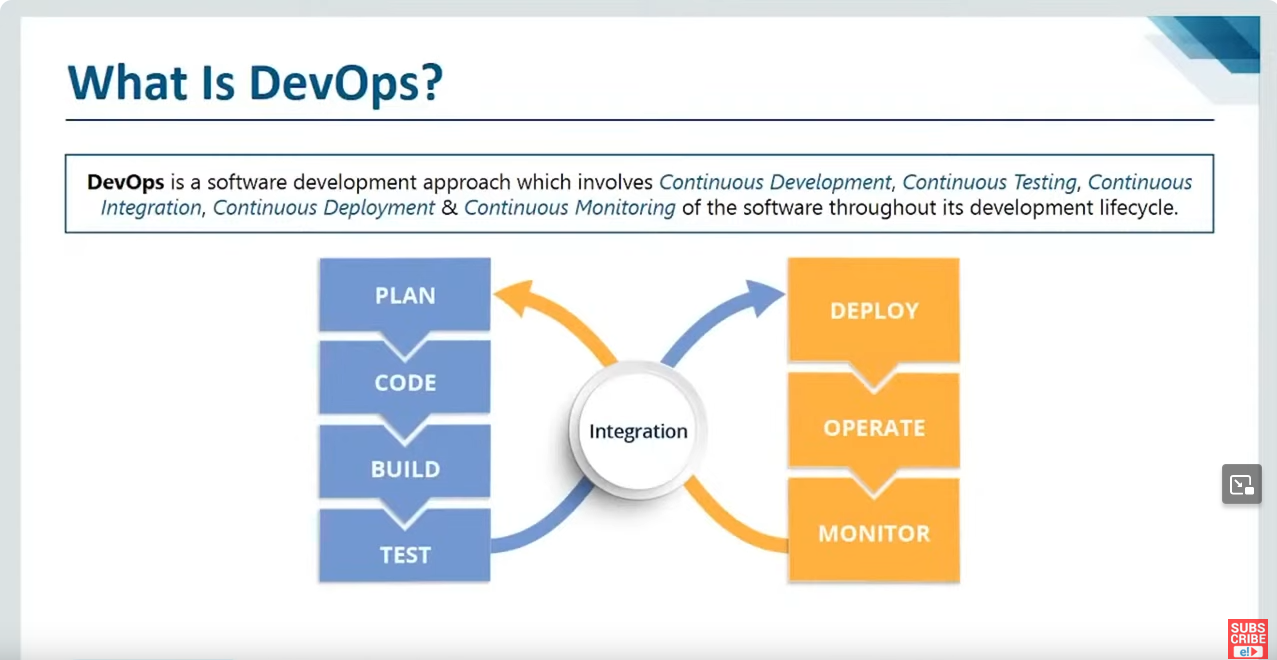 What Is DevOps?
DevOps is a software development approach which involves Continuous Development, Continuous Testing, Continuous
Integration, Continuous Deployment & Continuous Monitoring of the software throughout its development lifecycle.
PLAN
CODE
BUILD
TEST
Integration
DEPLOY
OPERATE
MONITOR
SUBS
CRIBE
e!